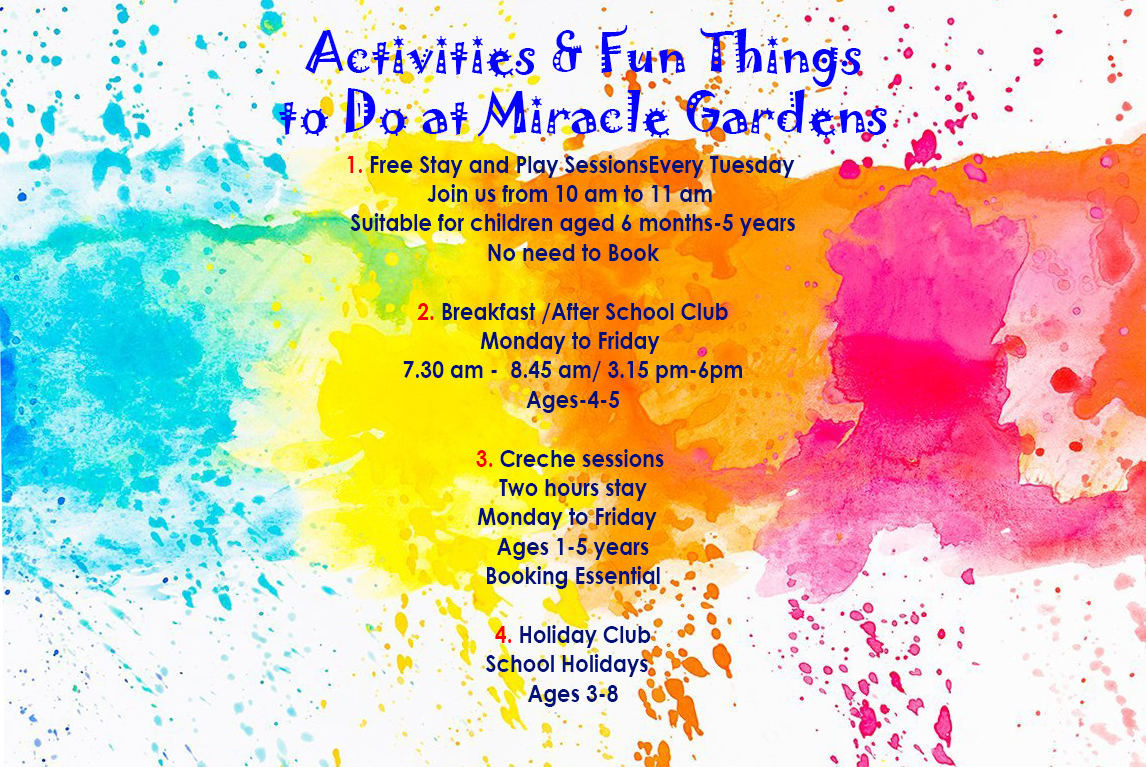 Activities & Fun Things
to Do at Miracle Gardens
1. Free Stay and Play SessionsEvery Tuesday
Join us from 10 am to 11 am
Suitable for children aged 6 months-5 years
No need to Book
2. Breakfast /After School Club
Monday to Friday
7.30 am -  8.45 am/ 3.15 pm-6pm
Ages-4-5
3. Creche sessions
Two hours stay
Monday to Friday
Ages 1-5 years
Booking Essential
4. Holiday Club
School Holidays
Ages 3-8